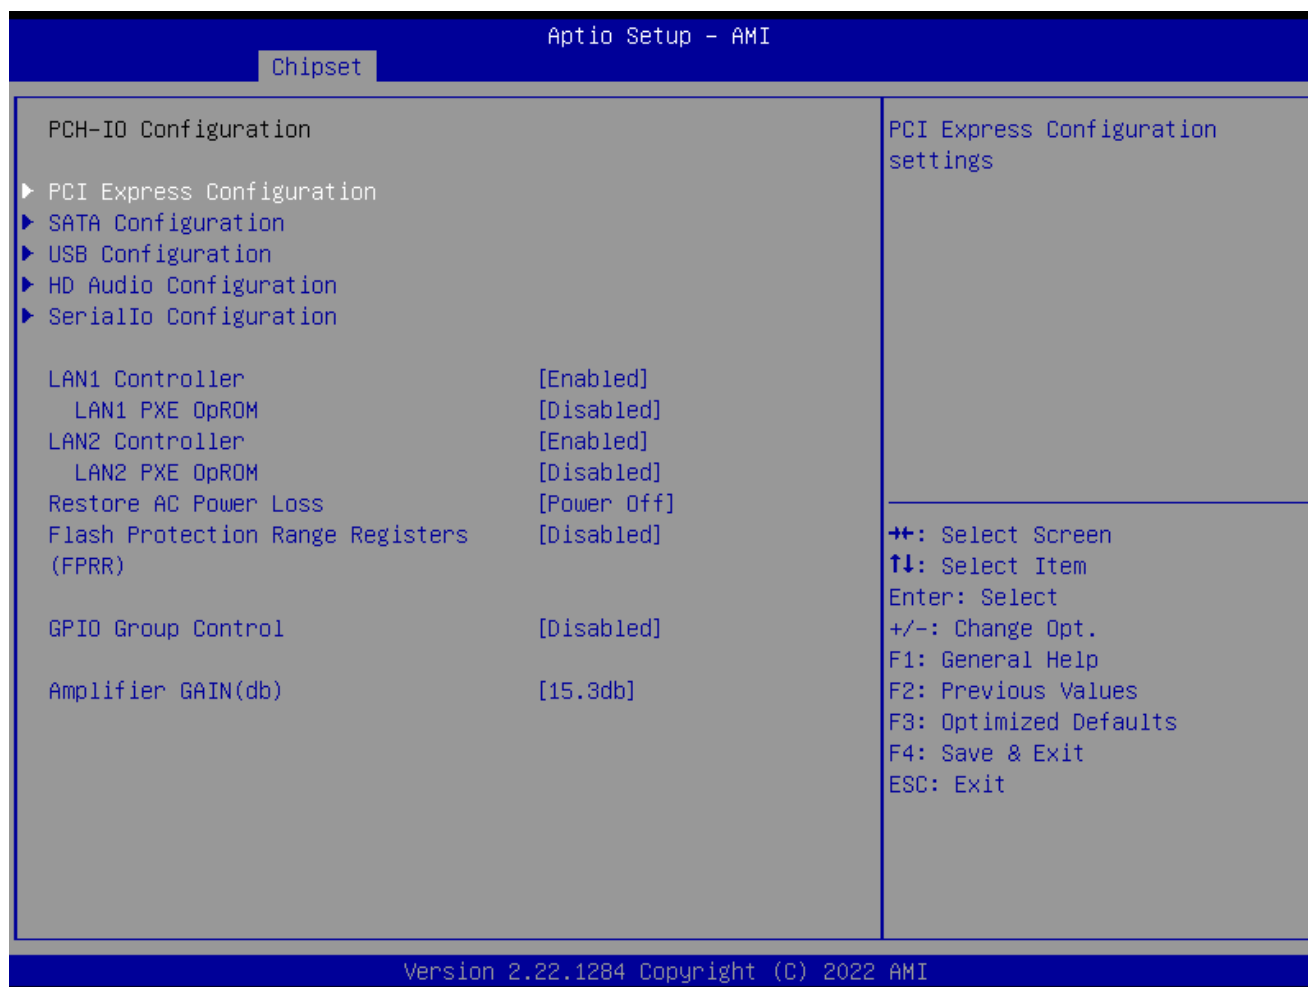 Aptio Setup – AMI
Chipset
PCH-IO Configuration
PCI Express Configuration
SATA Configuration
USB Configuration
HD Audio Configuration
SerialIo Configuration
LAN1 Controller [Enabled]
LAN1 PXE OpROM [Disabled]
LAN2 Controller [Enabled]
LAN2 PXE OpROM [Disabled]
Restore AC Power Loss [Power Off]
Flash Protection Range Registers [Disabled]
(FPRR)
GPIO Group Control [Disabled]
Amplifier GAIN(db) [15.3db]
PCI Express Configuration
settings
→←: Select Screen
↑↓: Select Item
Enter: Select
+/-: Change Opt.
F1: General Help
F2: Previous Values
F3: Optimized Defaults
F4: Save & Exit
ESC: Exit
Version 2.22.1284 Copyright (C) 2022 AMI